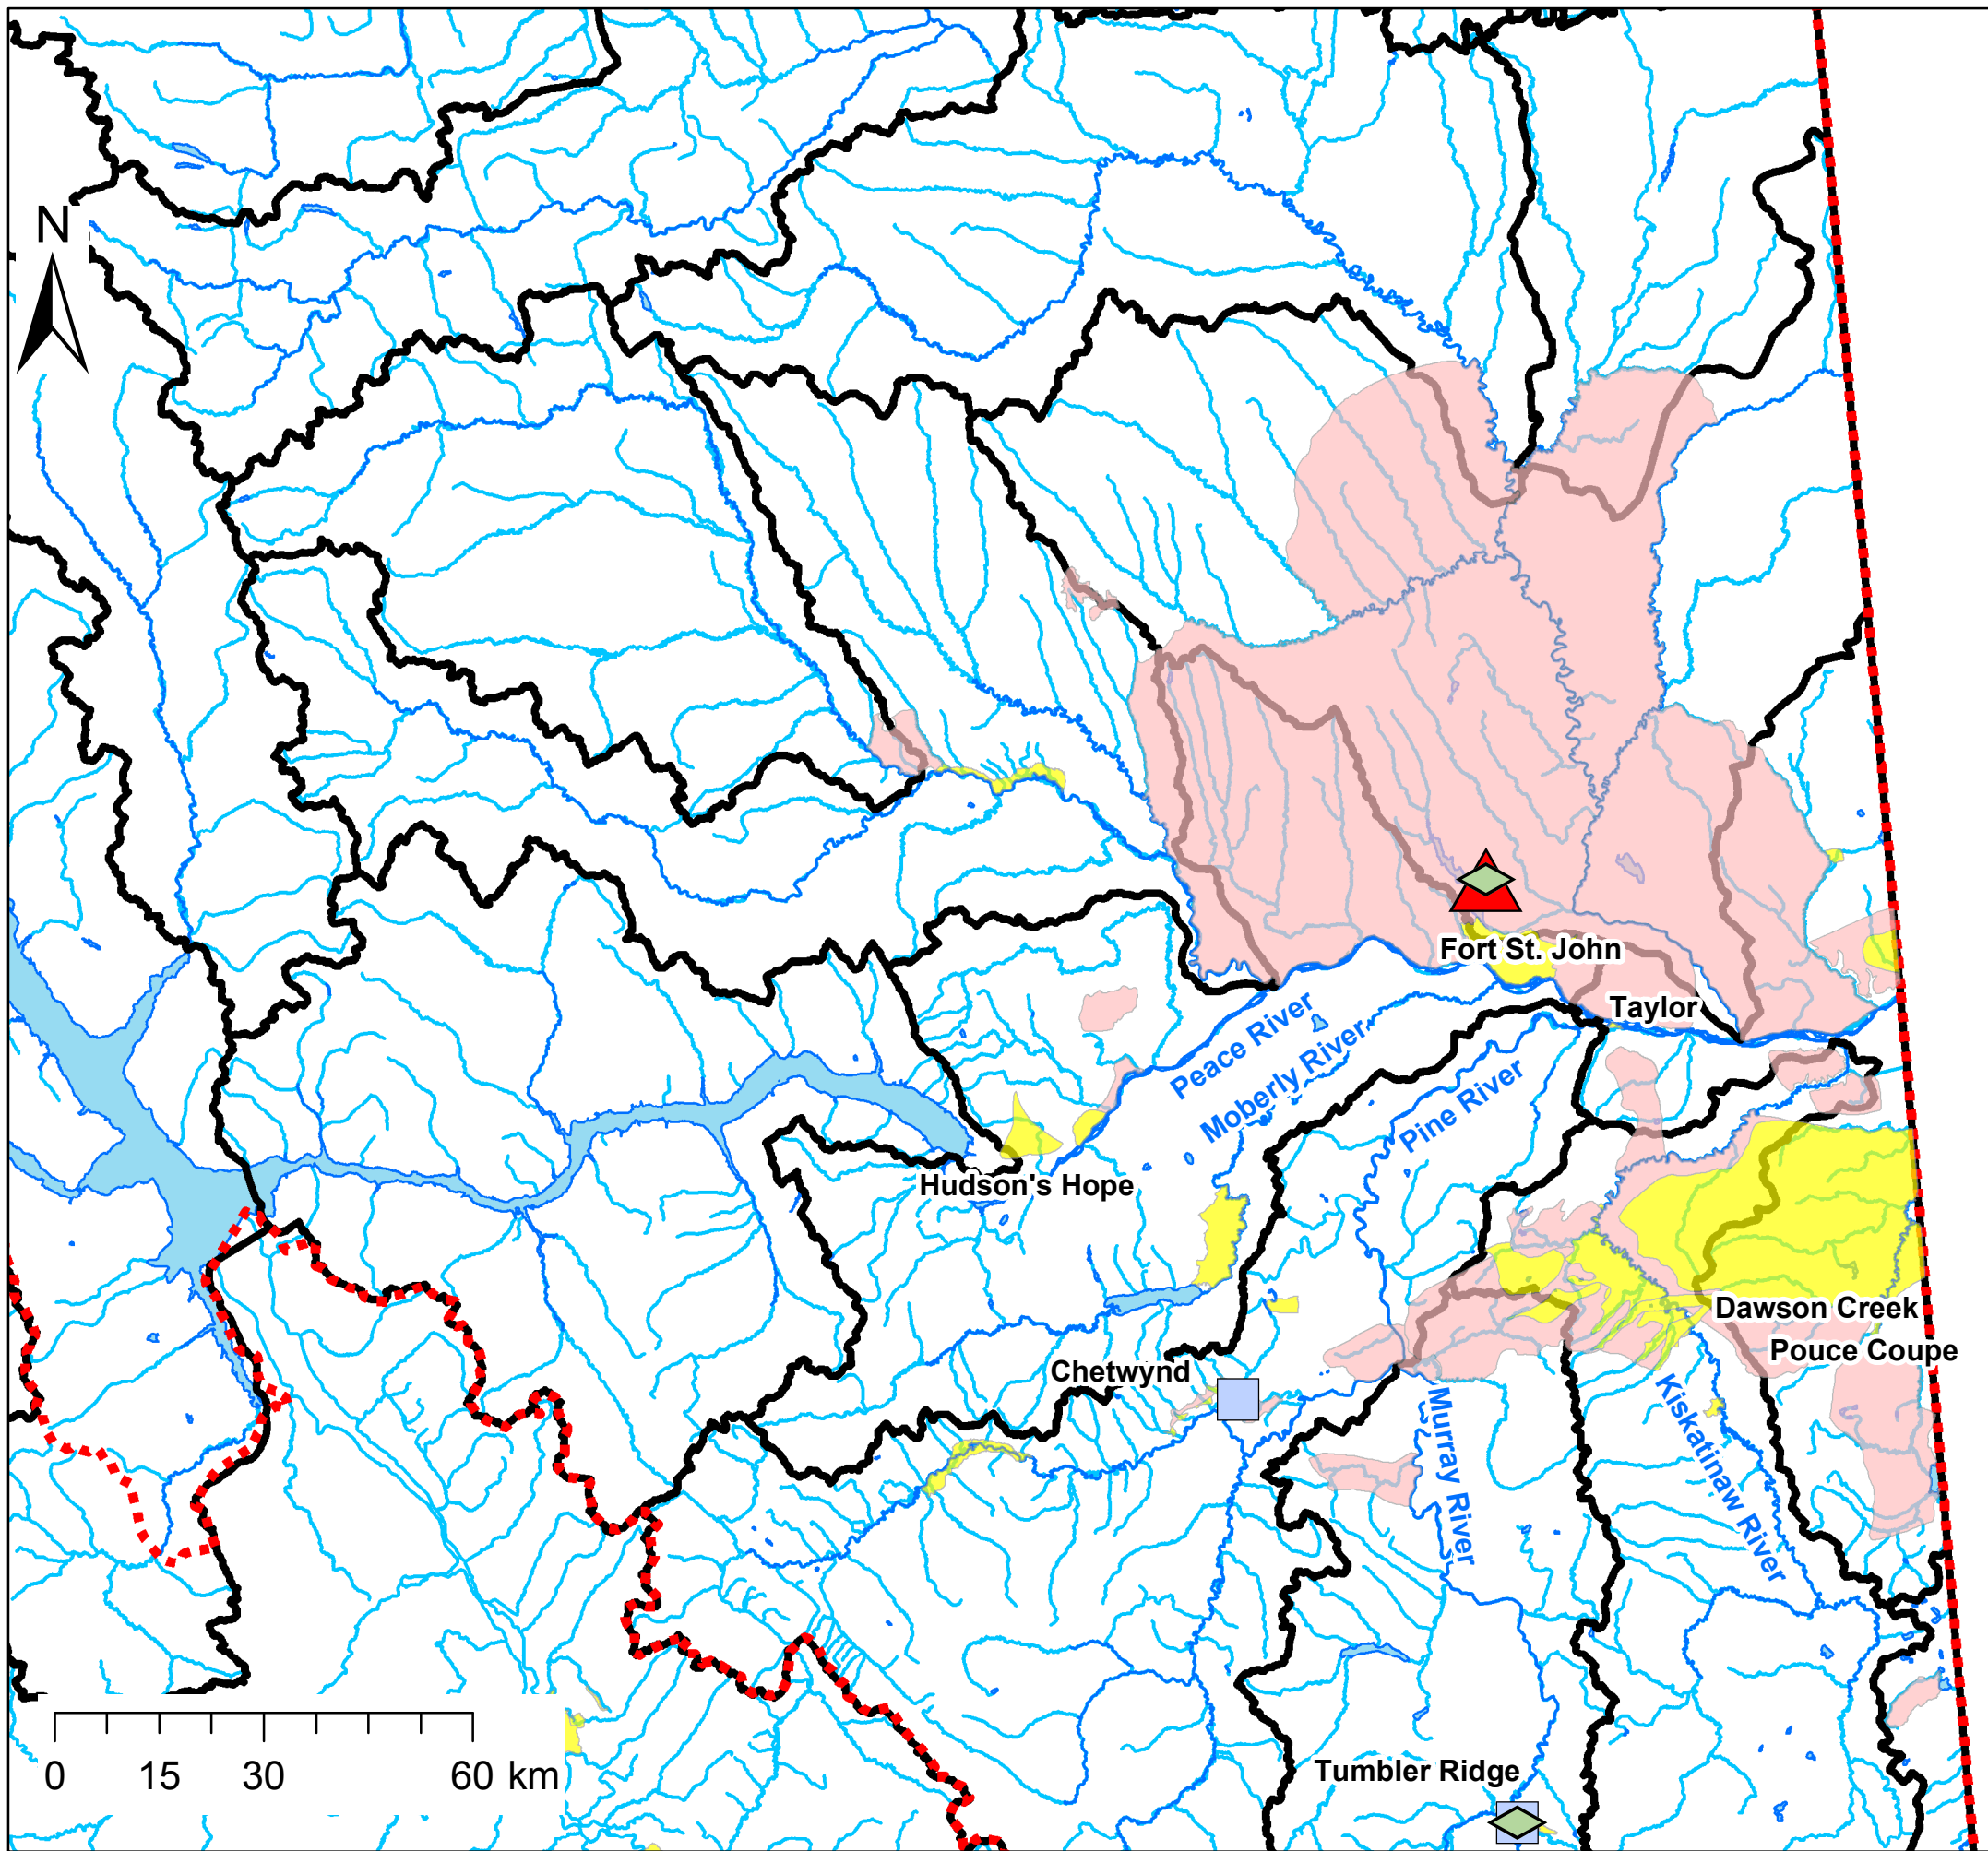 N
Fort St. John
Taylor
Peace River
Moberly River
Pine River
Hudson's Hope
Dawson Creek
Pouce Coupe
Chetwynd
Murray River
Kiskatinaw River
Tumbler Ridge
0 15 30 60 km